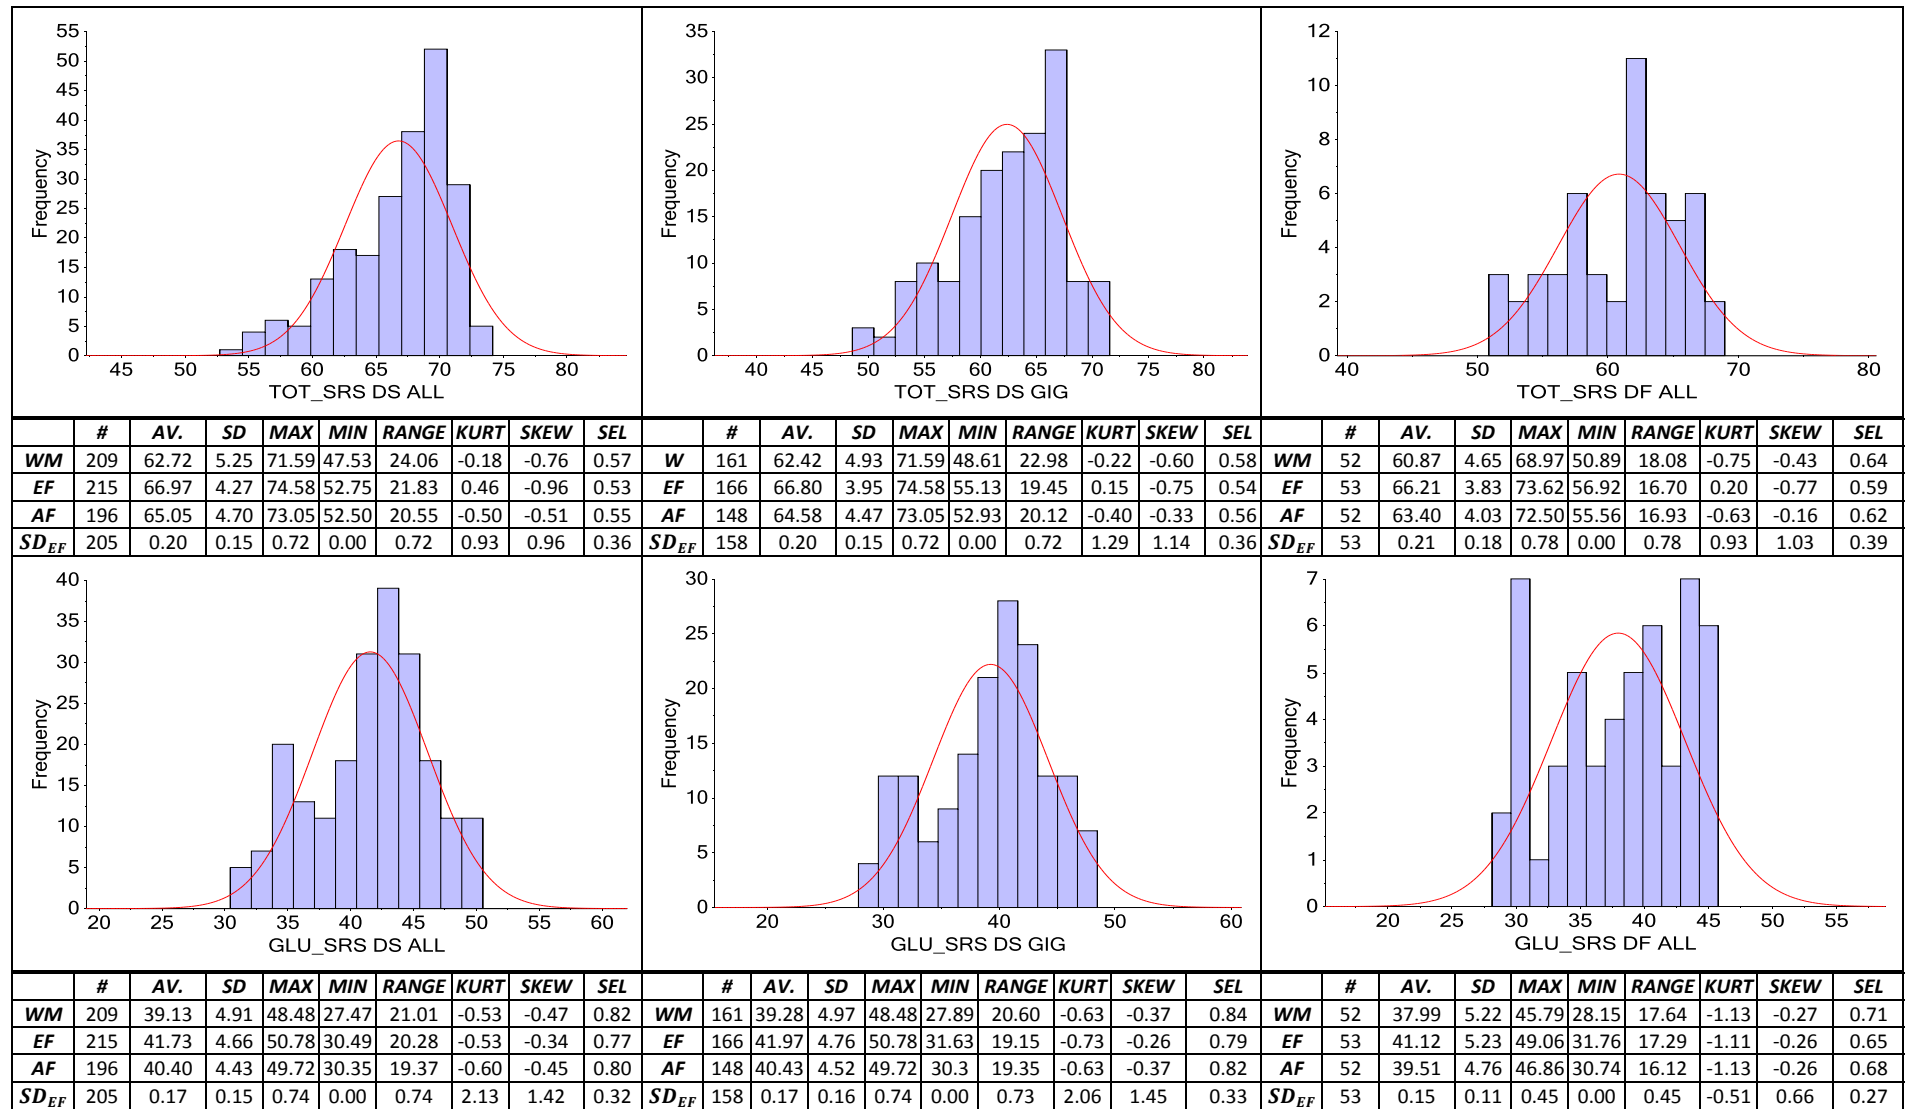 55
50
45
40
35
30
25
20
15
10
5
0
Frequency
45 50 55 60 65 70 75 80
TOT_SRS DS ALL
35
30
25
20
15
10
5
0
Frequency
40 45 50 55 60 65 70 75 80
TOT_SRS DS GIG
12
10
8
6
4
2
0
Frequency
40 50 60 70 80
TOT_SRS DF ALL
# AV. SD MAX MIN RANGE KURT SKEW SEL
WM 209 62.72 5.25 71.59 47.53 24.06 -0.18 -0.76 0.57
EF 215 66.97 4.27 74.58 52.75 21.83 0.46 -0.96 0.53
AF 196 65.05 4.70 73.05 52.50 20.55 -0.50 -0.51 0.55
SD_EF 205 0.20 0.15 0.72 0.00 0.72 0.93 0.96 0.36
# AV. SD MAX MIN RANGE KURT SKEW SEL
W 161 62.42 4.93 71.59 48.61 22.98 -0.22 -0.60 0.58
EF 166 66.80 3.95 74.58 55.13 19.45 0.15 -0.75 0.54
AF 148 64.58 4.47 73.05 52.93 20.12 -0.40 -0.33 0.56
SD_EF 158 0.20 0.15 0.72 0.00 0.72 1.29 1.14 0.36
# AV. SD MAX MIN RANGE KURT SKEW SEL
WM 52 60.87 4.65 68.97 50.89 18.08 -0.75 -0.43 0.64
EF 53 66.21 3.83 73.62 56.92 16.70 0.20 -0.77 0.59
AF 52 63.40 4.03 72.50 55.56 16.93 -0.63 -0.16 0.62
SD_EF 53 0.21 0.18 0.78 0.00 0.78 0.93 1.03 0.39
40
35
30
25
20
15
10
5
0
Frequency
20 25 30 35 40 45 50 55 60
GLU_SRS DS ALL
30
25
20
15
10
5
0
Frequency
20 30 40 50 60
GLU_SRS DS GIG
7
6
5
4
3
2
1
0
Frequency
20 25 30 35 40 45 50 55
GLU_SRS DF ALL
# AV. SD MAX MIN RANGE KURT SKEW SEL
WM 209 39.13 4.91 48.48 27.47 21.01 -0.53 -0.47 0.82
EF 215 41.73 4.66 50.78 30.49 20.28 -0.53 -0.34 0.77
AF 196 40.40 4.43 49.72 30.35 19.37 -0.60 -0.45 0.80
SD_EF 205 0.17 0.15 0.74 0.00 0.74 2.13 1.42 0.32
# AV. SD MAX MIN RANGE KURT SKEW SEL
WM 161 39.28 4.97 48.48 27.89 20.60 -0.63 -0.37 0.84
EF 166 41.97 4.76 50.78 31.63 19.15 -0.73 -0.26 0.79
AF 148 40.43 4.52 49.72 30.3 19.35 -0.63 -0.37 0.82
SD_EF 158 0.17 0.16 0.74 0.00 0.73 2.06 1.45 0.33
# AV. SD MAX MIN RANGE KURT SKEW SEL
WM 52 37.99 5.22 45.79 28.15 17.64 -1.13 -0.27 0.71
EF 53 41.12 5.23 49.06 31.76 17.29 -1.11 -0.26 0.65
AF 52 39.51 4.76 46.86 30.74 16.12 -1.13 -0.26 0.68
SD_EF 53 0.15 0.11 0.45 0.00 0.45 -0.51 0.66 0.27